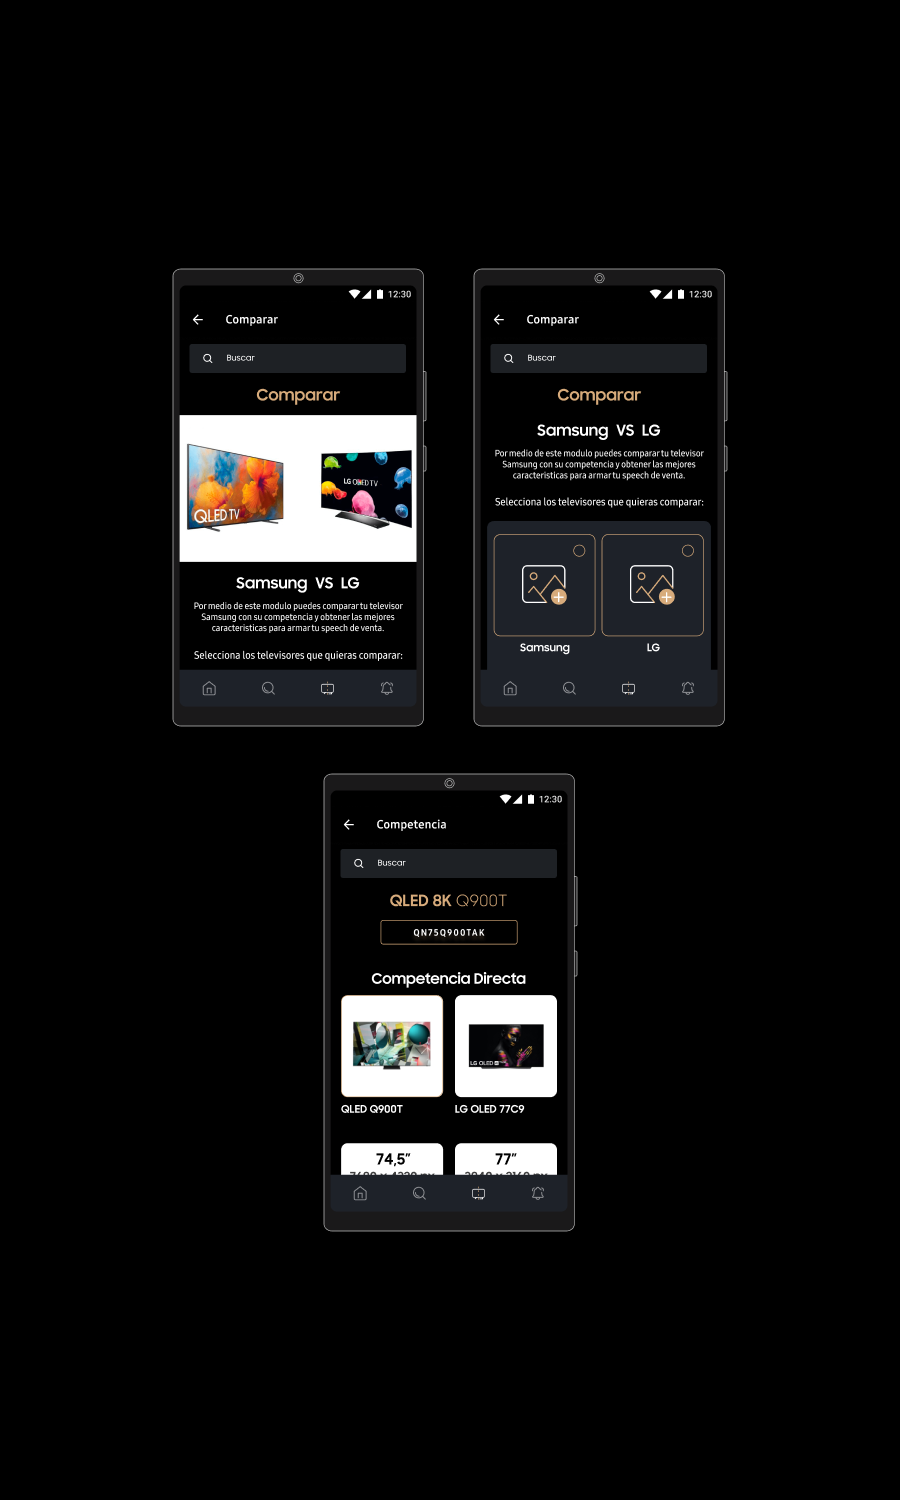 12:30
Comparar
Buscar
Comparar
QLED TV
LG OLED TV
Samsung VS LG
Por medio de este modulo puedes comparar tu televisor
Samsung con su competencia y obtener las mejores
caracteristicas para armar tu speech de venta.
Selecciona los televisores que quieras comparar:
12:30
Comparar
Buscar
Comparar
Samsung VS LG
Por medio de este modulo puedes comparar tu televisor
Samsung con su competencia y obtener las mejores
caracteristicas para armar tu speech de venta.
Selecciona los televisores que quieras comparar:
Samsung
LG
12:30
Competencia
Buscar
QLED 8K Q900T
QN75Q900TAK
Competencia Directa
LG OLED
QLED Q900T
LG OLED 77C9
74,5"
77"